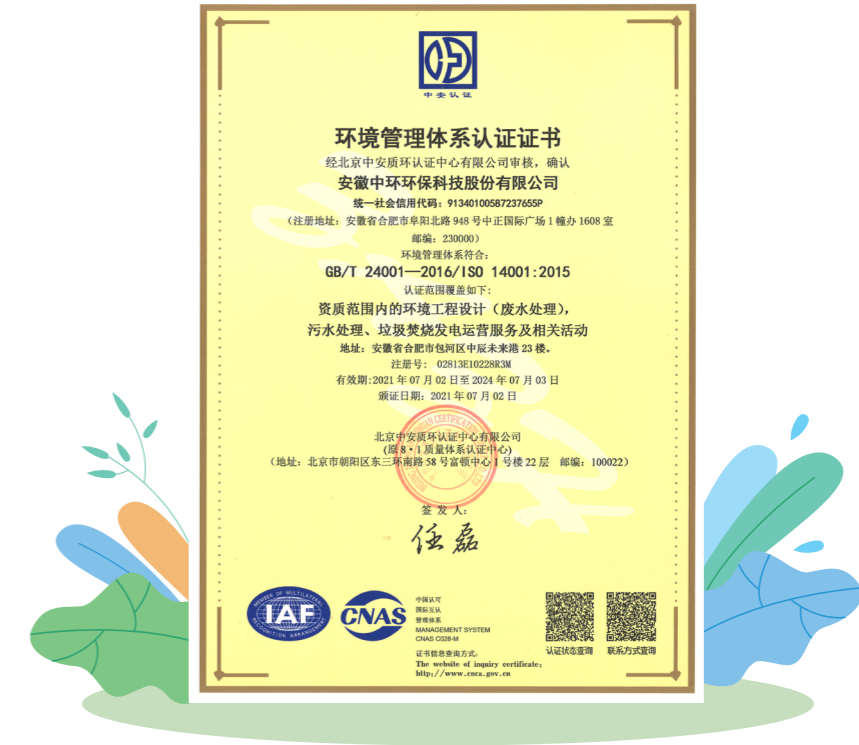 中安认证
环境管理体系认证证书
经北京中安质环认证中心有限公司审核，确认
安徽中环环保科技股份有限公司
统一社会信用代码：91340100587237655P
（注册地址：安徽省合肥市阜阳北路 948 号中正国际广场 1 幢办 1608 室
邮编：230000）
环境管理体系符合：
GB/T 24001—2016/ISO 14001:2015
认证范围覆盖如下：
资质范围内的环境工程设计（废水处理），
污水处理、垃圾焚烧发电运营服务及相关活动
地址：安徽省合肥市包河区中辰未来港 23 楼。
注册号：02813E10228R3M
有效期:2021 年 07 月 02 日至 2024 年 07 月 03 日
颁证日期：2021 年 07 月 02 日
北京中安质环认证中心有限公司
(原 8·1 质量体系认证中心)
（地址：北京市朝阳区东三环南路 58 号富顿中心 1 号楼 22 层 邮编：100022）
签 发 人：
任磊
MEMBER OF MULTILATERAL
IAF
RECOGNITION ARRANGEMENT
CNAS
中国认可
国际互认
管理体系
MANAGEMENT SYSTEM
CNAS C028-M
证书信息查询方式：
The website of inquiry certificate:
http://www.cnca.gov.cn
认证状态查询
联系方式查询